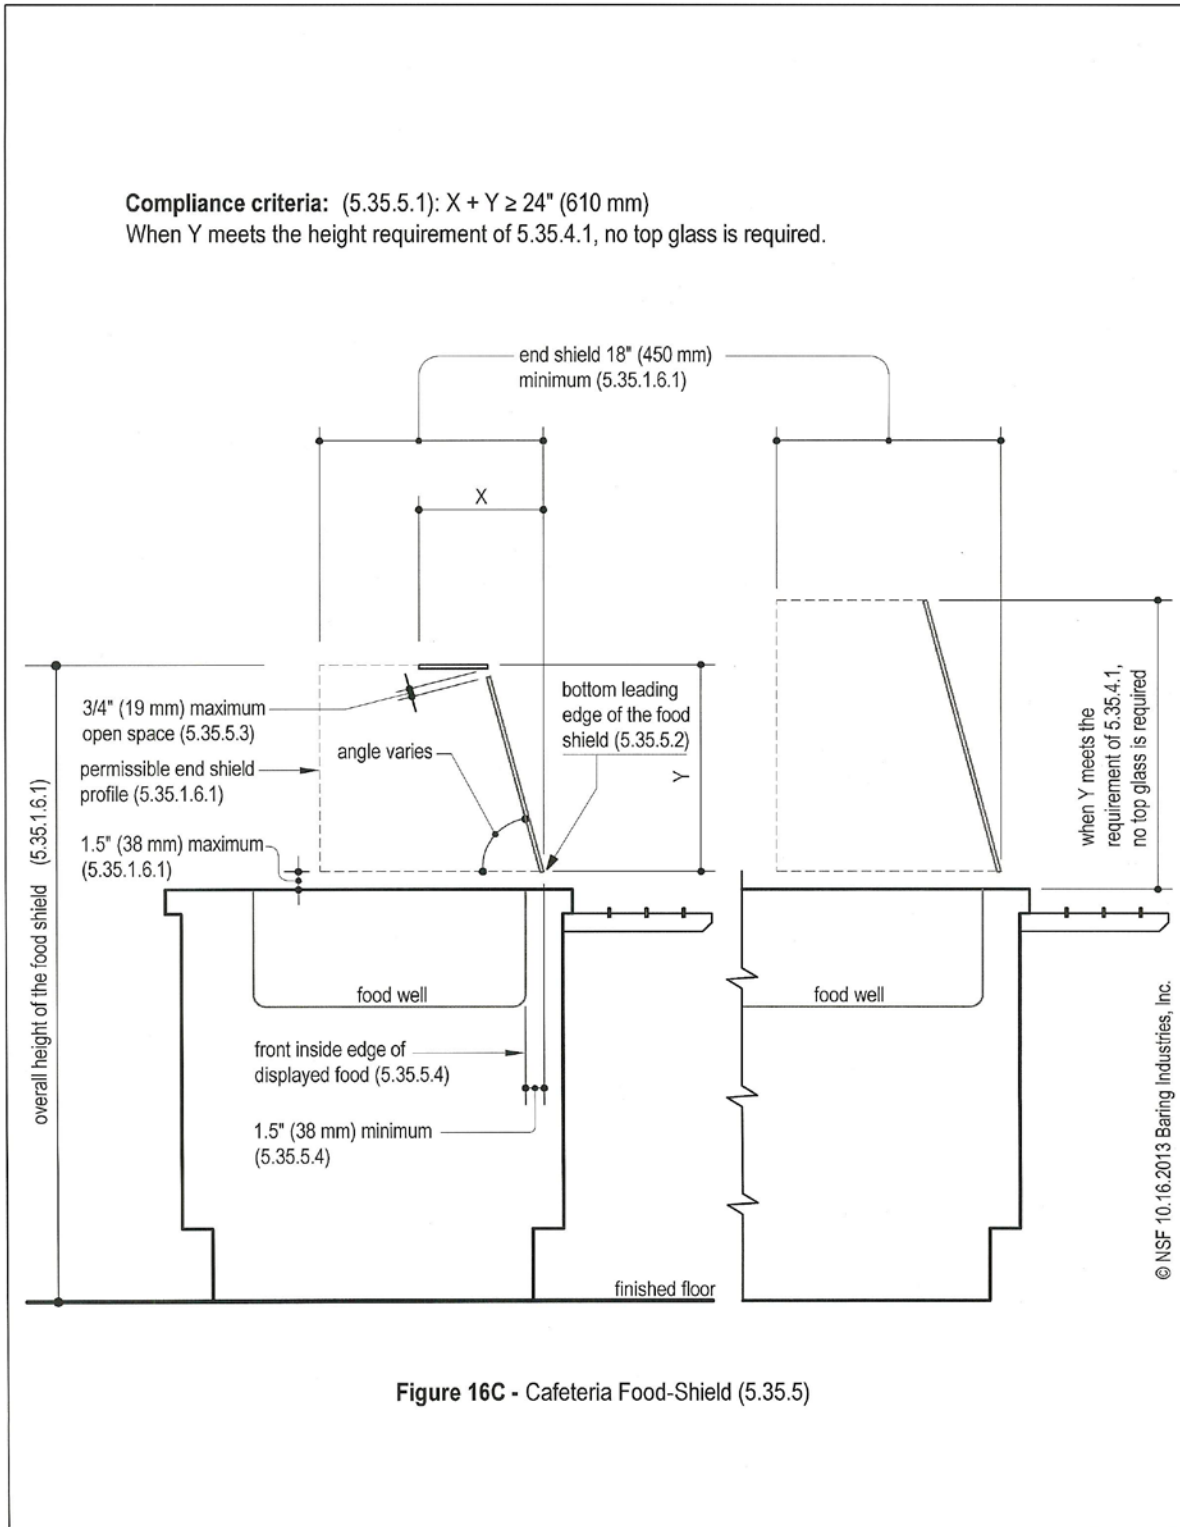 Compliance criteria: (5.35.5.1): X + Y ≥ 24" (610 mm)
When Y meets the height requirement of 5.35.4.1, no top glass is required.
end shield 18" (450 mm)
minimum (5.35.1.6.1)
X
3/4" (19 mm) maximum
open space (5.35.5.3)
permissible end shield
profile (5.35.1.6.1)
1.5" (38 mm) maximum
(5.35.1.6.1)
angle varies
bottom leading
edge of the food
shield (5.35.5.2)
Y
when Y meets the
requirement of 5.35.4.1,
no top glass is required
overall height of the food shield (5.35.1.6.1)
food well
food well
front inside edge of
displayed food (5.35.5.4)
1.5" (38 mm) minimum
(5.35.5.4)
finished floor
© NSF 10.16.2013 Baring Industries, Inc.
Figure 16C - Cafeteria Food-Shield (5.35.5)